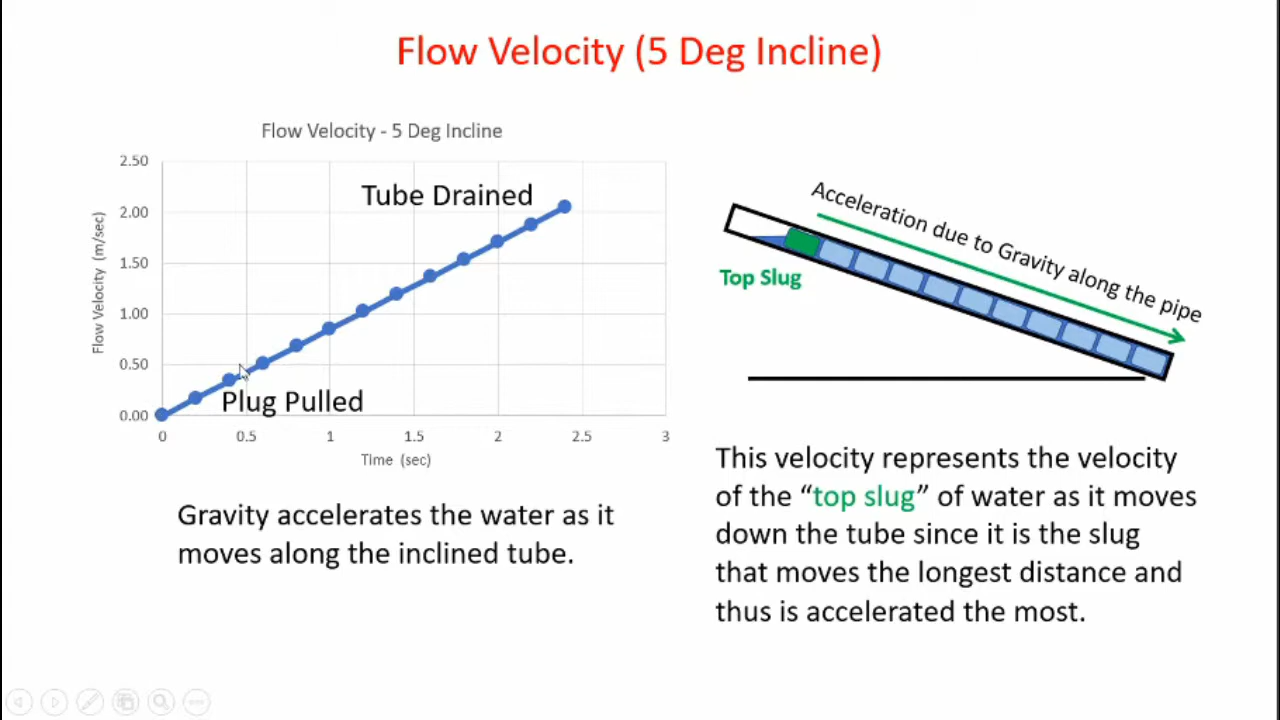 Flow Velocity (5 Deg Incline)
Flow Velocity - 5 Deg Incline
2.50
2.00
1.50
1.00
0.50
0.00
Flow Velocity (m/sec)
Tube Drained
Plug Pulled
0 0.5 1 1.5 2 2.5 3
Time (sec)
Gravity accelerates the water as it
moves along the inclined tube.
Acceleration due to Gravity along the pipe
Top Slug
This velocity represents the velocity
of the “top slug” of water as it moves
down the tube since it is the slug
that moves the longest distance and
thus is accelerated the most.